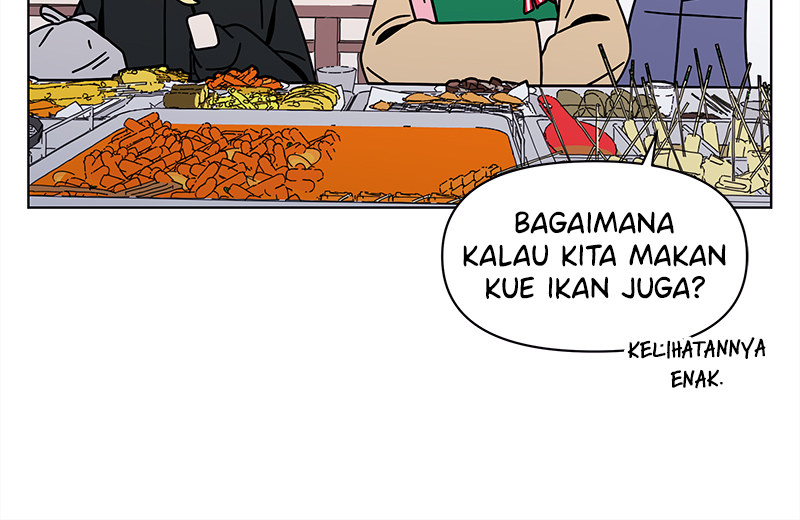 BAGAIMANA
KALAU KITA MAKAN
KUE IKAN JUGA?
KELIHATANNYA
ENAK.